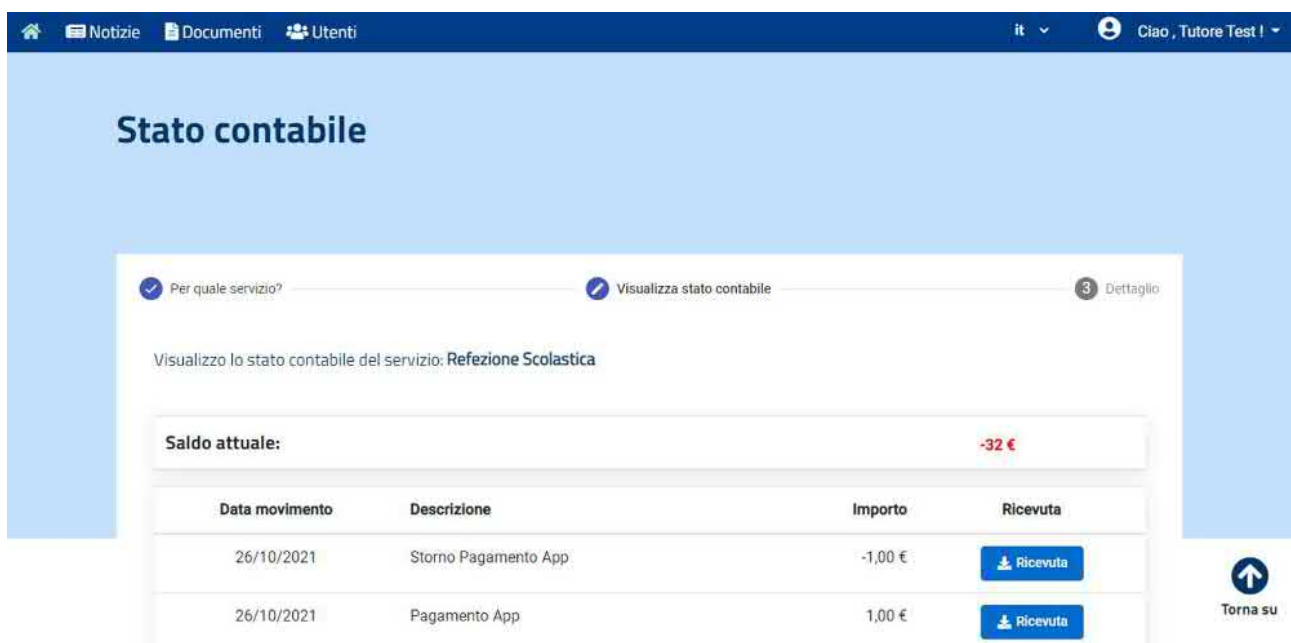 Notizie Documenti Utenti it Ciao , Tutore Test !
Stato contabile
Per quale servizio? Visualizza stato contabile 3 Dettaglio
Visualizzo lo stato contabile del servizio: Refezione Scolastica
Saldo attuale: -32 €
Data movimento Descrizione Importo Ricevuta
26/10/2021 Storno Pagamento App -1,00 € Ricevuta
26/10/2021 Pagamento App 1,00 € Ricevuta
Torna su